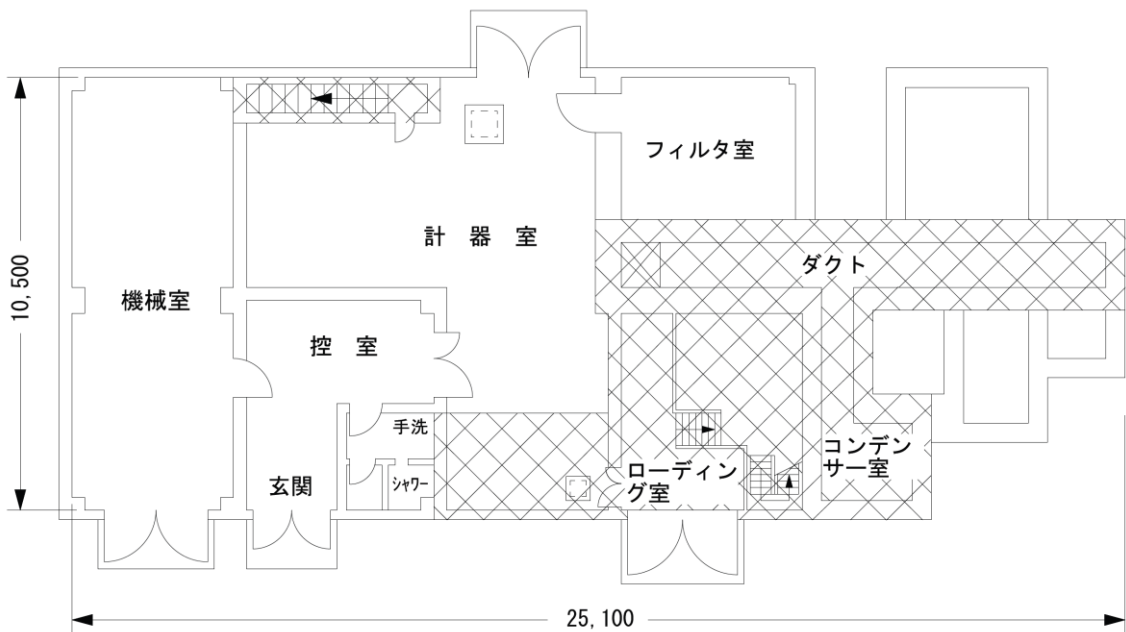 フィルタ室
計 器 室
ダクト
10,500
機械室
控 室
手洗
コンデン
サー室
ローディン
グ室
玄関
シャワー
25,100